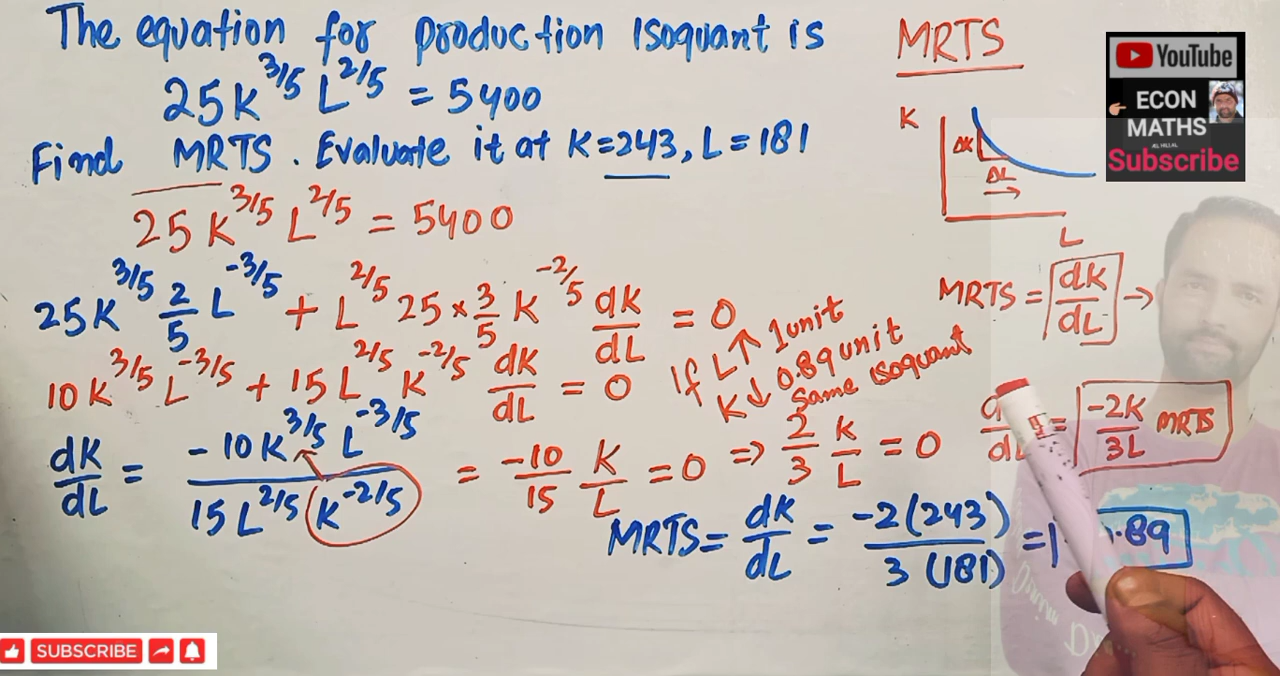 The equation for production Isoquant is
25K^3/5 L^2/5 = 5400
Find MRTS. Evaluate it at K=243, L=181
25K^3/5 L^2/5 = 5400
25K^3/5 2/5 L^-3/5 + L^2/5 25 × 3/5 K^-2/5 dK/dL = 0
10K^3/5 L^-3/5 + 15L^2/5 K^-2/5 dK/dL = 0
dK/dL = -10K^3/5 L^-3/5 / 15L^2/5 K^-2/5 = -10/15 K/L = 0 ⇒ 2/3 K/L = 0
If L↑ 1unit
K↓ 0.89unit
Same isoquant
MRTS = dK/dL = -2(243) / 3(181) =
.89
MRTS
K
ΔK
ΔL
→
L
MRTS = dK/dL →
= -2K/3L MRTS
YouTube
ECON
MATHS
AL HILLAL
Subscribe
SUBSCRIBE